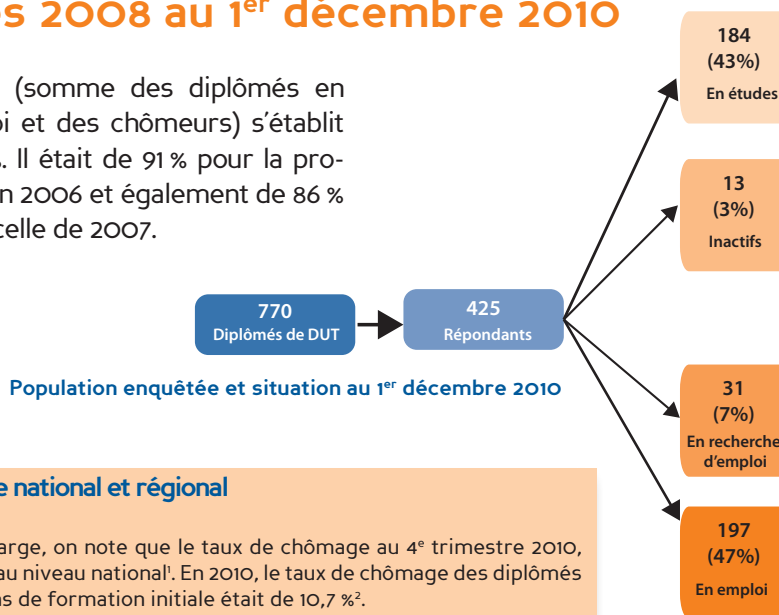 es 2008 au 1er décembre 2010
(somme des diplômés en
et des chômeurs) s'établit
Il était de 91 % pour la pro-
2006 et également de 86 %
celle de 2007.
184
(43%)
En études
13
(3%)
Inactifs
770
Diplômés de DUT
425
Répondants
Population enquêtée et situation au 1er décembre 2010
31
(7%)
En recherche
d'emploi
197
(47%)
En emploi
national et régional
arge, on note que le taux de chômage au 4e trimestre 2010,
au niveau national1. En 2010, le taux de chômage des diplômés
de formation initiale était de 10,7 %2.